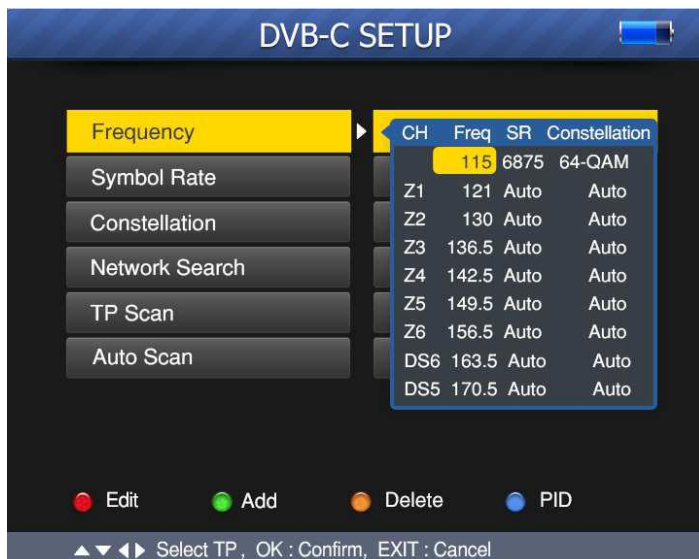 DVB-C SETUP
Frequency
Symbol Rate
Constellation
Network Search
TP Scan
Auto Scan
CH Freq SR Constellation
115 6875 64-QAM
Z1 121 Auto Auto
Z2 130 Auto Auto
Z3 136.5 Auto Auto
Z4 142.5 Auto Auto
Z5 149.5 Auto Auto
Z6 156.5 Auto Auto
DS6 163.5 Auto Auto
DS5 170.5 Auto Auto
Edit Add Delete PID
Select TP, OK : Confirm, EXIT : Cancel